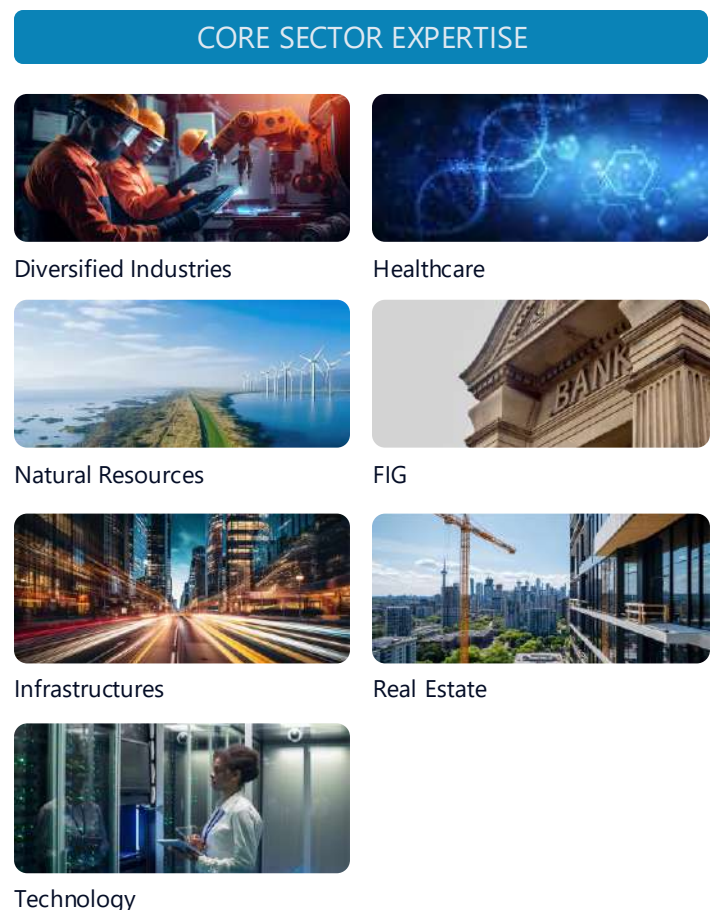 CORE SECTOR EXPERTISE
Diversified Industries
Healthcare
BANK
Natural Resources
FIG
Infrastructures
Real Estate
Technology